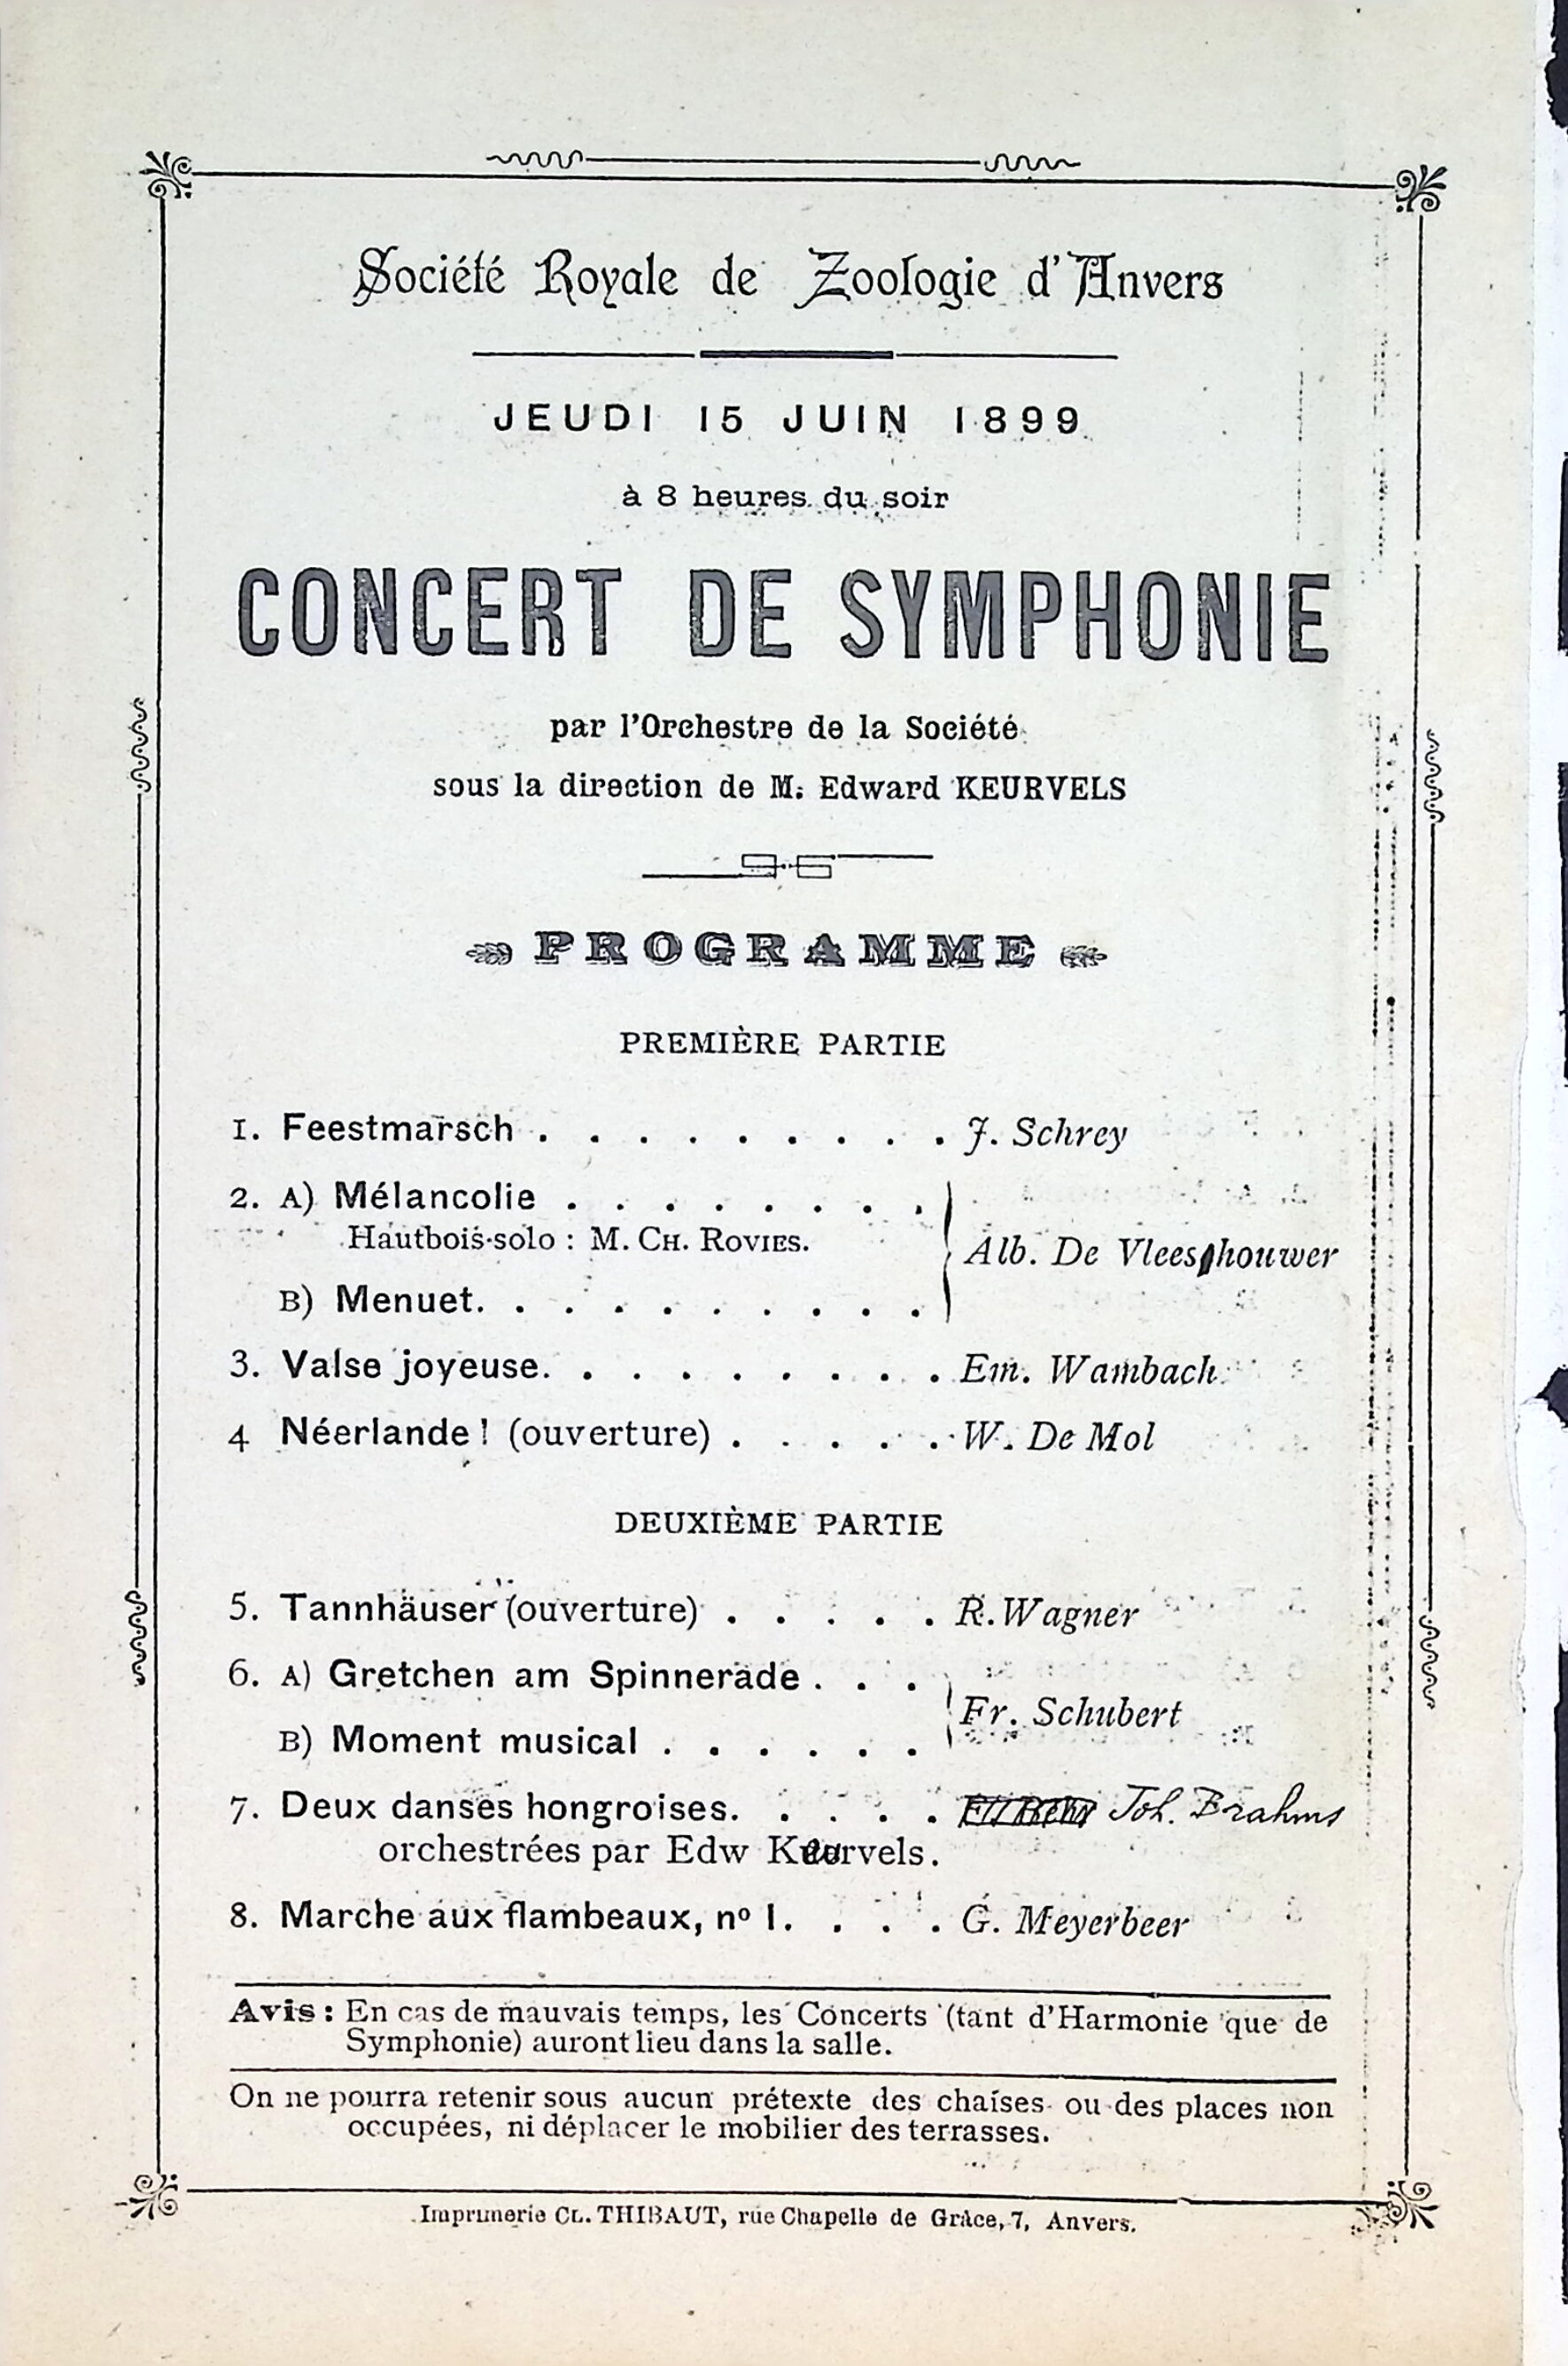 Société Royale de Zoologie d'Anvers
JEUDI 15 JUIN 1899
à 8 heures du soir
CONCERT DE SYMPHONIE
par l'Orchestre de la Société
sous la direction de M. Edward KEURVELS
PROGRAMME
PREMIÈRE PARTIE
1. Feestmarsch . . . . . . . . . J. Schrey
2. A) Mélancolie . . . . . . . .
Hautbois-solo : M. CH. ROVIES.
Alb. De Vleeshouwer
B) Menuet. . . . . . . . . .
3. Valse joyeuse. . . . . . . . . Em. Wambach
4 Néerlande ! (ouverture) . . . . . W. De Mol
DEUXIÈME PARTIE
5. Tannhäuser (ouverture) . . . . . R. Wagner
6. A) Gretchen am Spinnerade . . .
Fr. Schubert
B) Moment musical . . . . . .
7. Deux danses hongroises. . . . . Joh. Brahms
orchestrées par Edw Keurvels.
8. Marche aux flambeaux, nº I. . . . G. Meyerbeer
Avis : En cas de mauvais temps, les Concerts (tant d'Harmonie que de
Symphonie) auront lieu dans la salle.
On ne pourra retenir sous aucun prétexte des chaises ou des places non
occupées, ni déplacer le mobilier des terrasses.
Imprimerie CL. THIBAUT, rue Chapelle de Grâce, 7, Anvers.